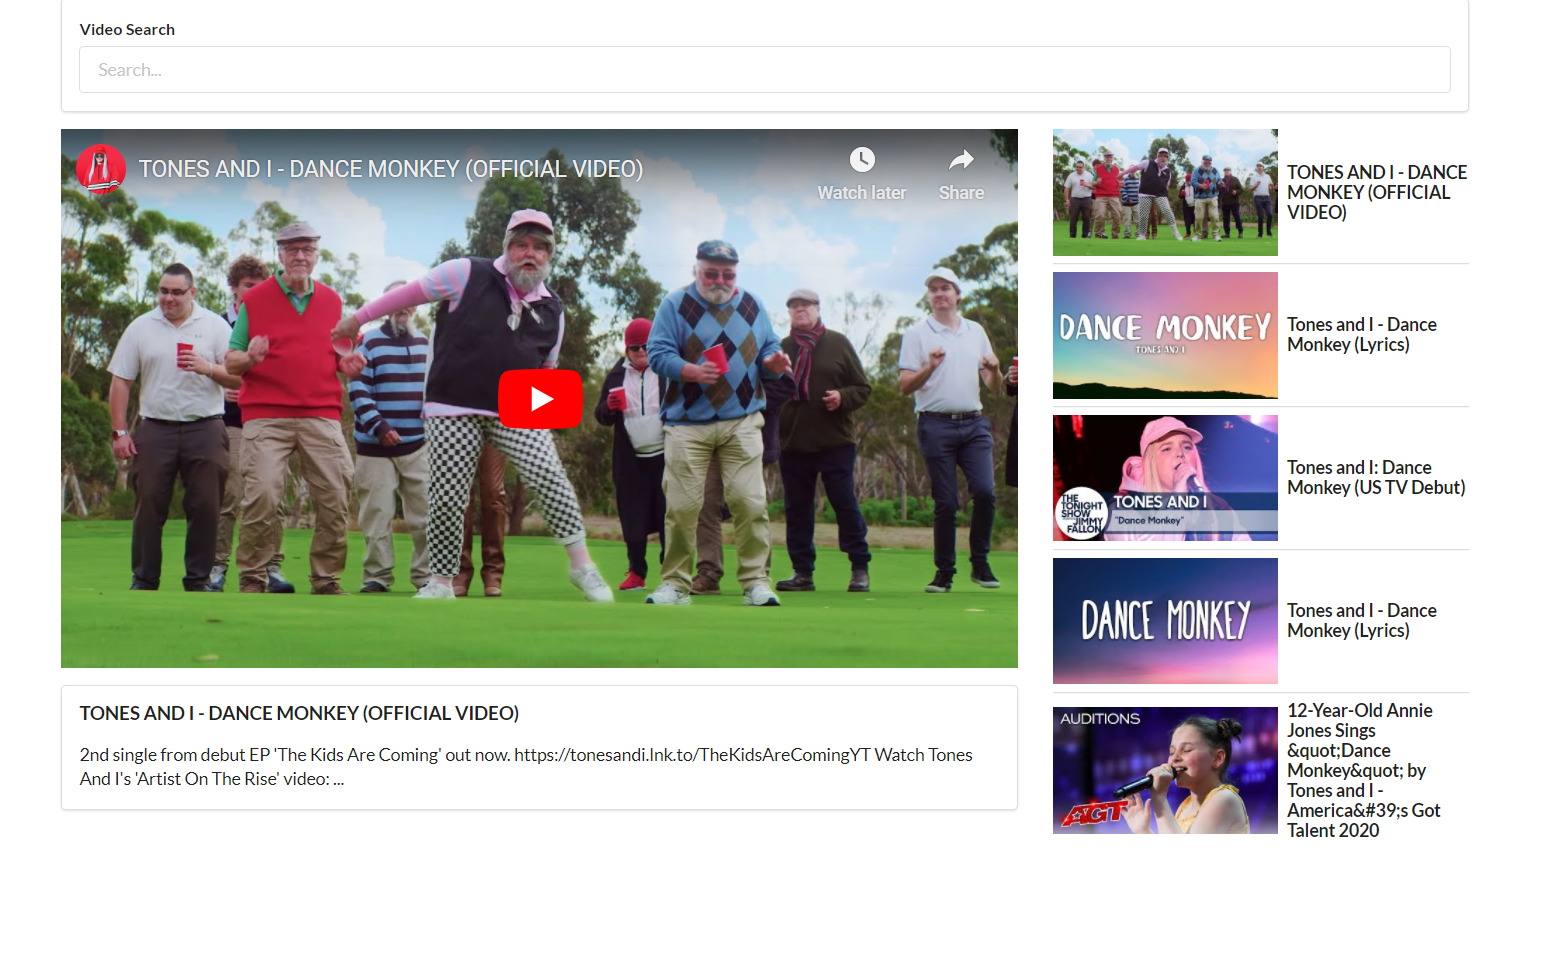 Video Search
Search...
TONES AND I - DANCE MONKEY (OFFICIAL VIDEO)
Watch later
Share
TONES AND I - DANCE MONKEY (OFFICIAL VIDEO)
2nd single from debut EP 'The Kids Are Coming' out now. https://tonesandi.lnk.to/TheKidsAreComingYT Watch Tones
And I's 'Artist On The Rise' video: ...
TONES AND I - DANCE
MONKEY (OFFICIAL
VIDEO)
DANCE MONKEY
TONES AND I
Tones and I - Dance
Monkey (Lyrics)
THE
TONIGHT
SHOW
JIMMY
FALLON
TONES AND I
"Dance Monkey"
Tones and I: Dance
Monkey (US TV Debut)
DANCE MONKEY
Tones and I - Dance
Monkey (Lyrics)
AUDITIONS
AGT
12-Year-Old Annie
Jones Sings
&quot;Dance
Monkey&quot; by
Tones and I -
America&#39;s Got
Talent 2020